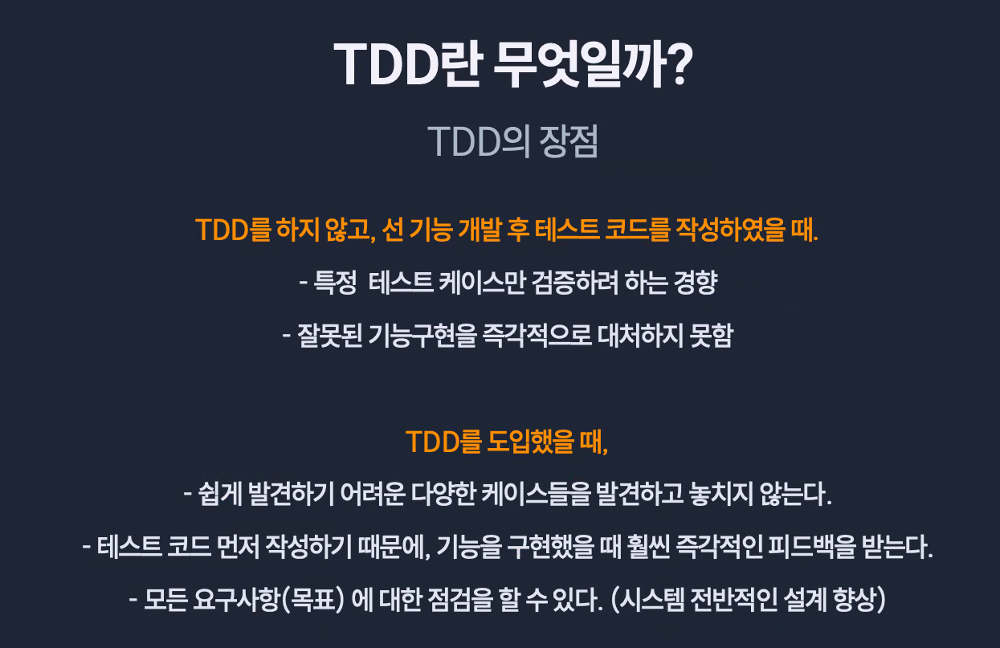 TDD란 무엇일까?
TDD의 장점
TDD를 하지 않고, 선 기능 개발 후 테스트 코드를 작성하였을 때.
- 특정 테스트 케이스만 검증하려 하는 경향
- 잘못된 기능구현을 즉각적으로 대처하지 못함
TDD를 도입했을 때,
- 쉽게 발견하기 어려운 다양한 케이스들을 발견하고 놓치지 않는다.
- 테스트 코드 먼저 작성하기 때문에, 기능을 구현했을 때 훨씬 즉각적인 피드백을 받는다.
- 모든 요구사항(목표) 에 대한 점검을 할 수 있다. (시스템 전반적인 설계 향상)